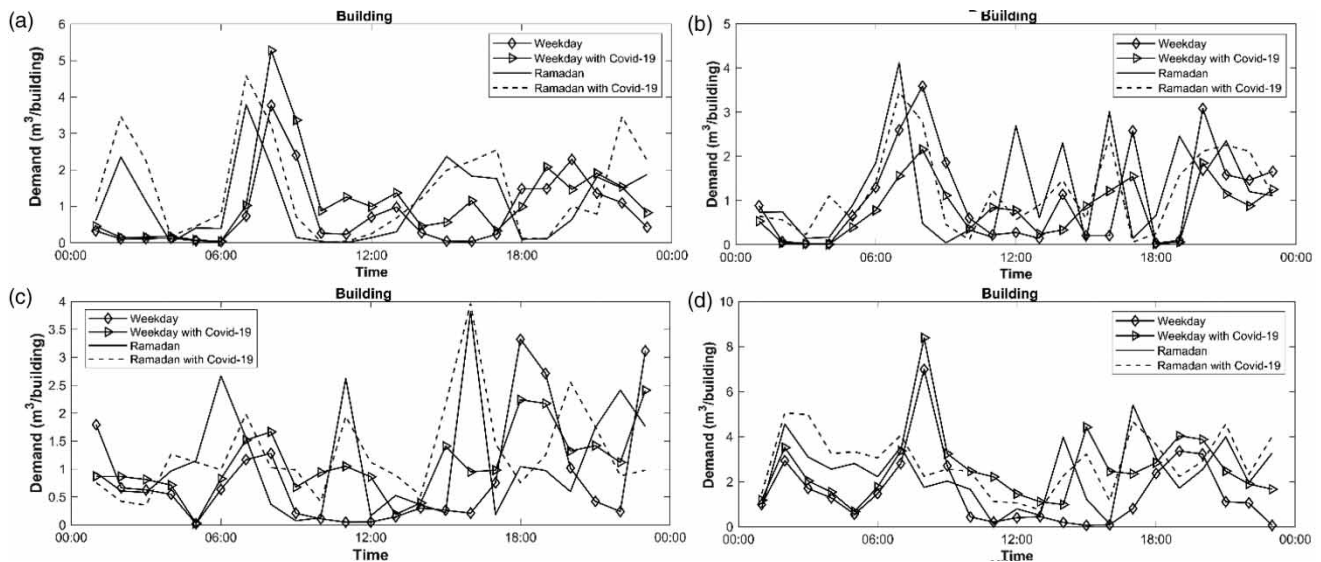 (a)
Building
6
5
4
3
2
1
0
Demand (m³/building)
Weekday
Weekday with Covid-19
Ramadan
Ramadan with Covid-19
00:00 06:00 12:00 18:00 00:00
Time
(b)
Building
5
4
3
2
1
0
Demand (m³/building)
Weekday
Weekday with Covid-19
Ramadan
Ramadan with Covid-19
00:00 06:00 12:00 18:00 00:00
Time
(c)
Building
4
3.5
3
2.5
2
1.5
1
0.5
0
Demand (m³/building)
Weekday
Weekday with Covid-19
Ramadan
Ramadan with Covid-19
00:00 06:00 12:00 18:00 00:00
Time
(d)
Building
10
8
6
4
2
0
Demand (m³/building)
Weekday
Weekday with Covid-19
Ramadan
Ramadan with Covid-19
00:00 06:00 12:00 18:00 00:00
Time